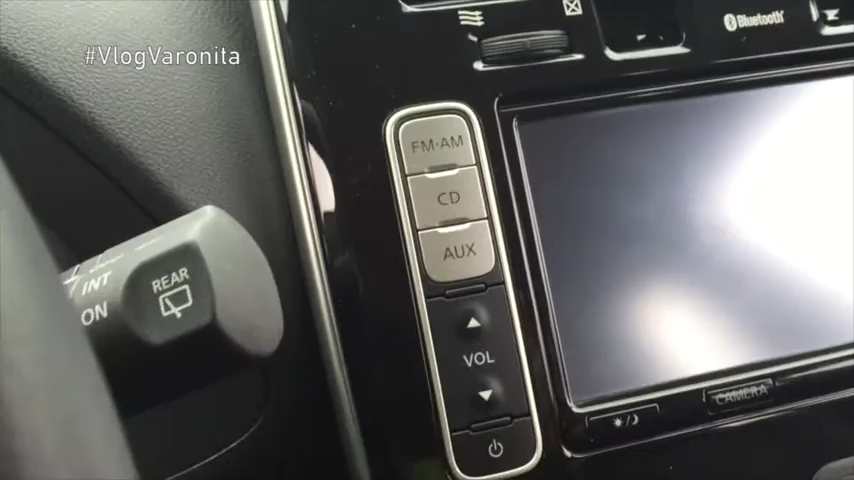 #VlogVaronita
Bluetooth
FM·AM
CD
AUX
REAR
INT
ON
VOL
CAMERA